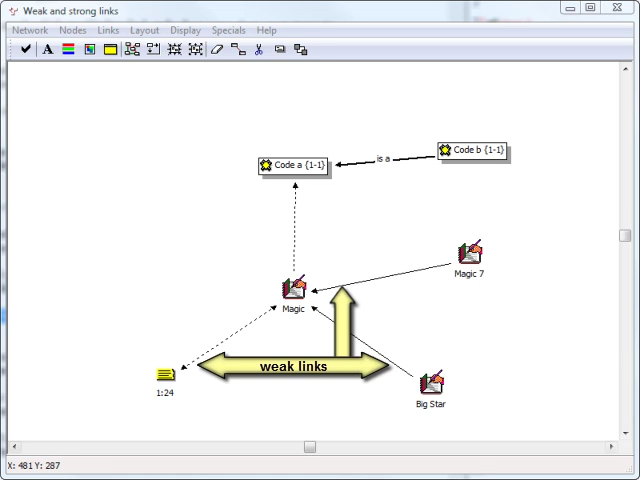 Weak and strong links
Network Nodes Links Layout Display Specials Help
A
Code b {1-1}
is a
Code a {1-1}
Magic 7
Magic
weak links
1:24
Big Star
X: 481 Y: 287